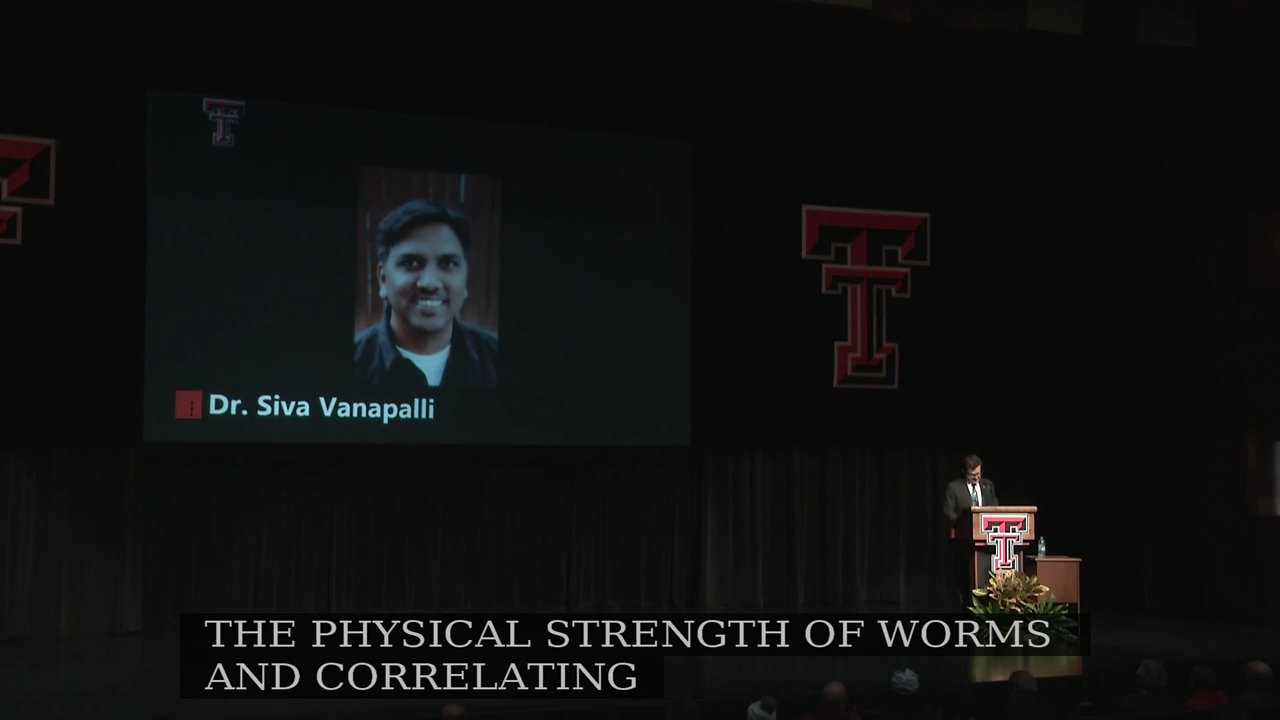 Dr. Siva Vanapalli
THE PHYSICAL STRENGTH OF WORMS
AND CORRELATING